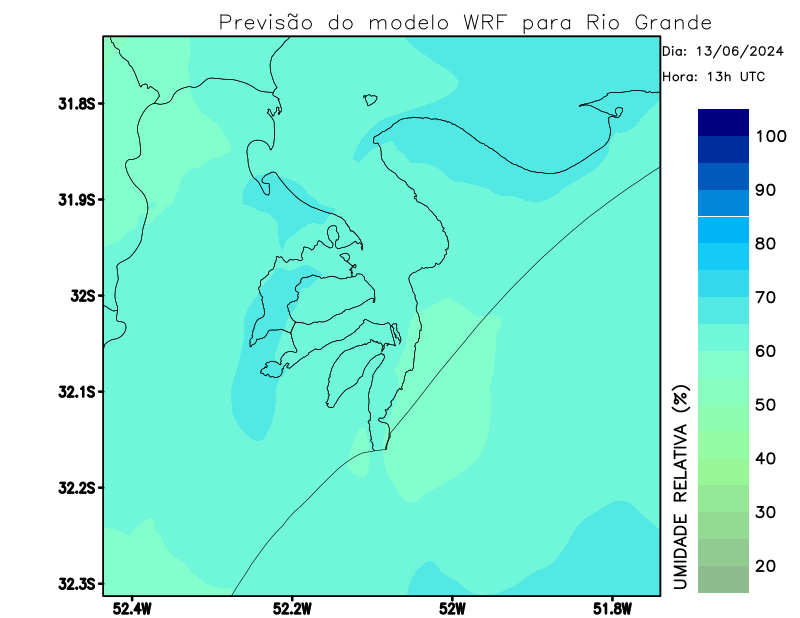 Previsão do modelo WRF para Rio Grande
Dia: 13/06/2024
Hora: 13h UTC
31.8S
31.9S
32S
32.1S
32.2S
32.3S
52.4W
52.2W
52W
51.8W
UMIDADE RELATIVA (%)
100
90
80
70
60
50
40
30
20